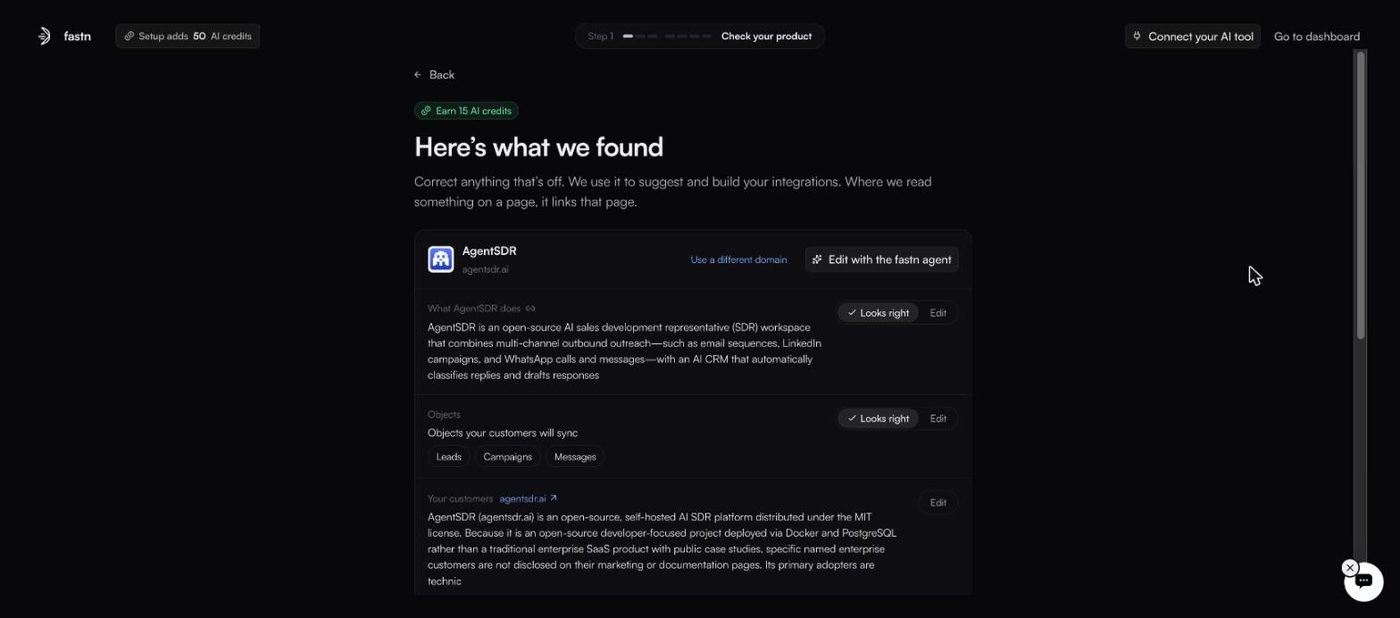 fastn
Setup adds 50 AI credits
Step 1
Check your product
Connect your AI tool
Go to dashboard
Back
Earn 15 AI credits
Here's what we found
Correct anything that's off. We use it to suggest and build your integrations. Where we read
something on a page, it links that page.
AgentSDR
agentsdr.ai
Use a different domain
Edit with the fastn agent
What AgentSDR does
Looks right
Edit
AgentSDR is an open-source AI sales development representative (SDR) workspace
that combines multi-channel outbound outreach—such as email sequences, LinkedIn
campaigns, and WhatsApp calls and messages—with an AI CRM that automatically
classifies replies and drafts responses
Objects
Looks right
Edit
Objects your customers will sync
Leads
Campaigns
Messages
Your customers agentsdr.ai
Edit
AgentSDR (agentsdr.ai) is an open-source, self-hosted AI SDR platform distributed under the MIT
license. Because it is an open-source developer-focused project deployed via Docker and PostgreSQL
rather than a traditional enterprise SaaS product with public case studies, specific named enterprise
customers are not disclosed on their marketing or documentation pages. Its primary adopters are
technic